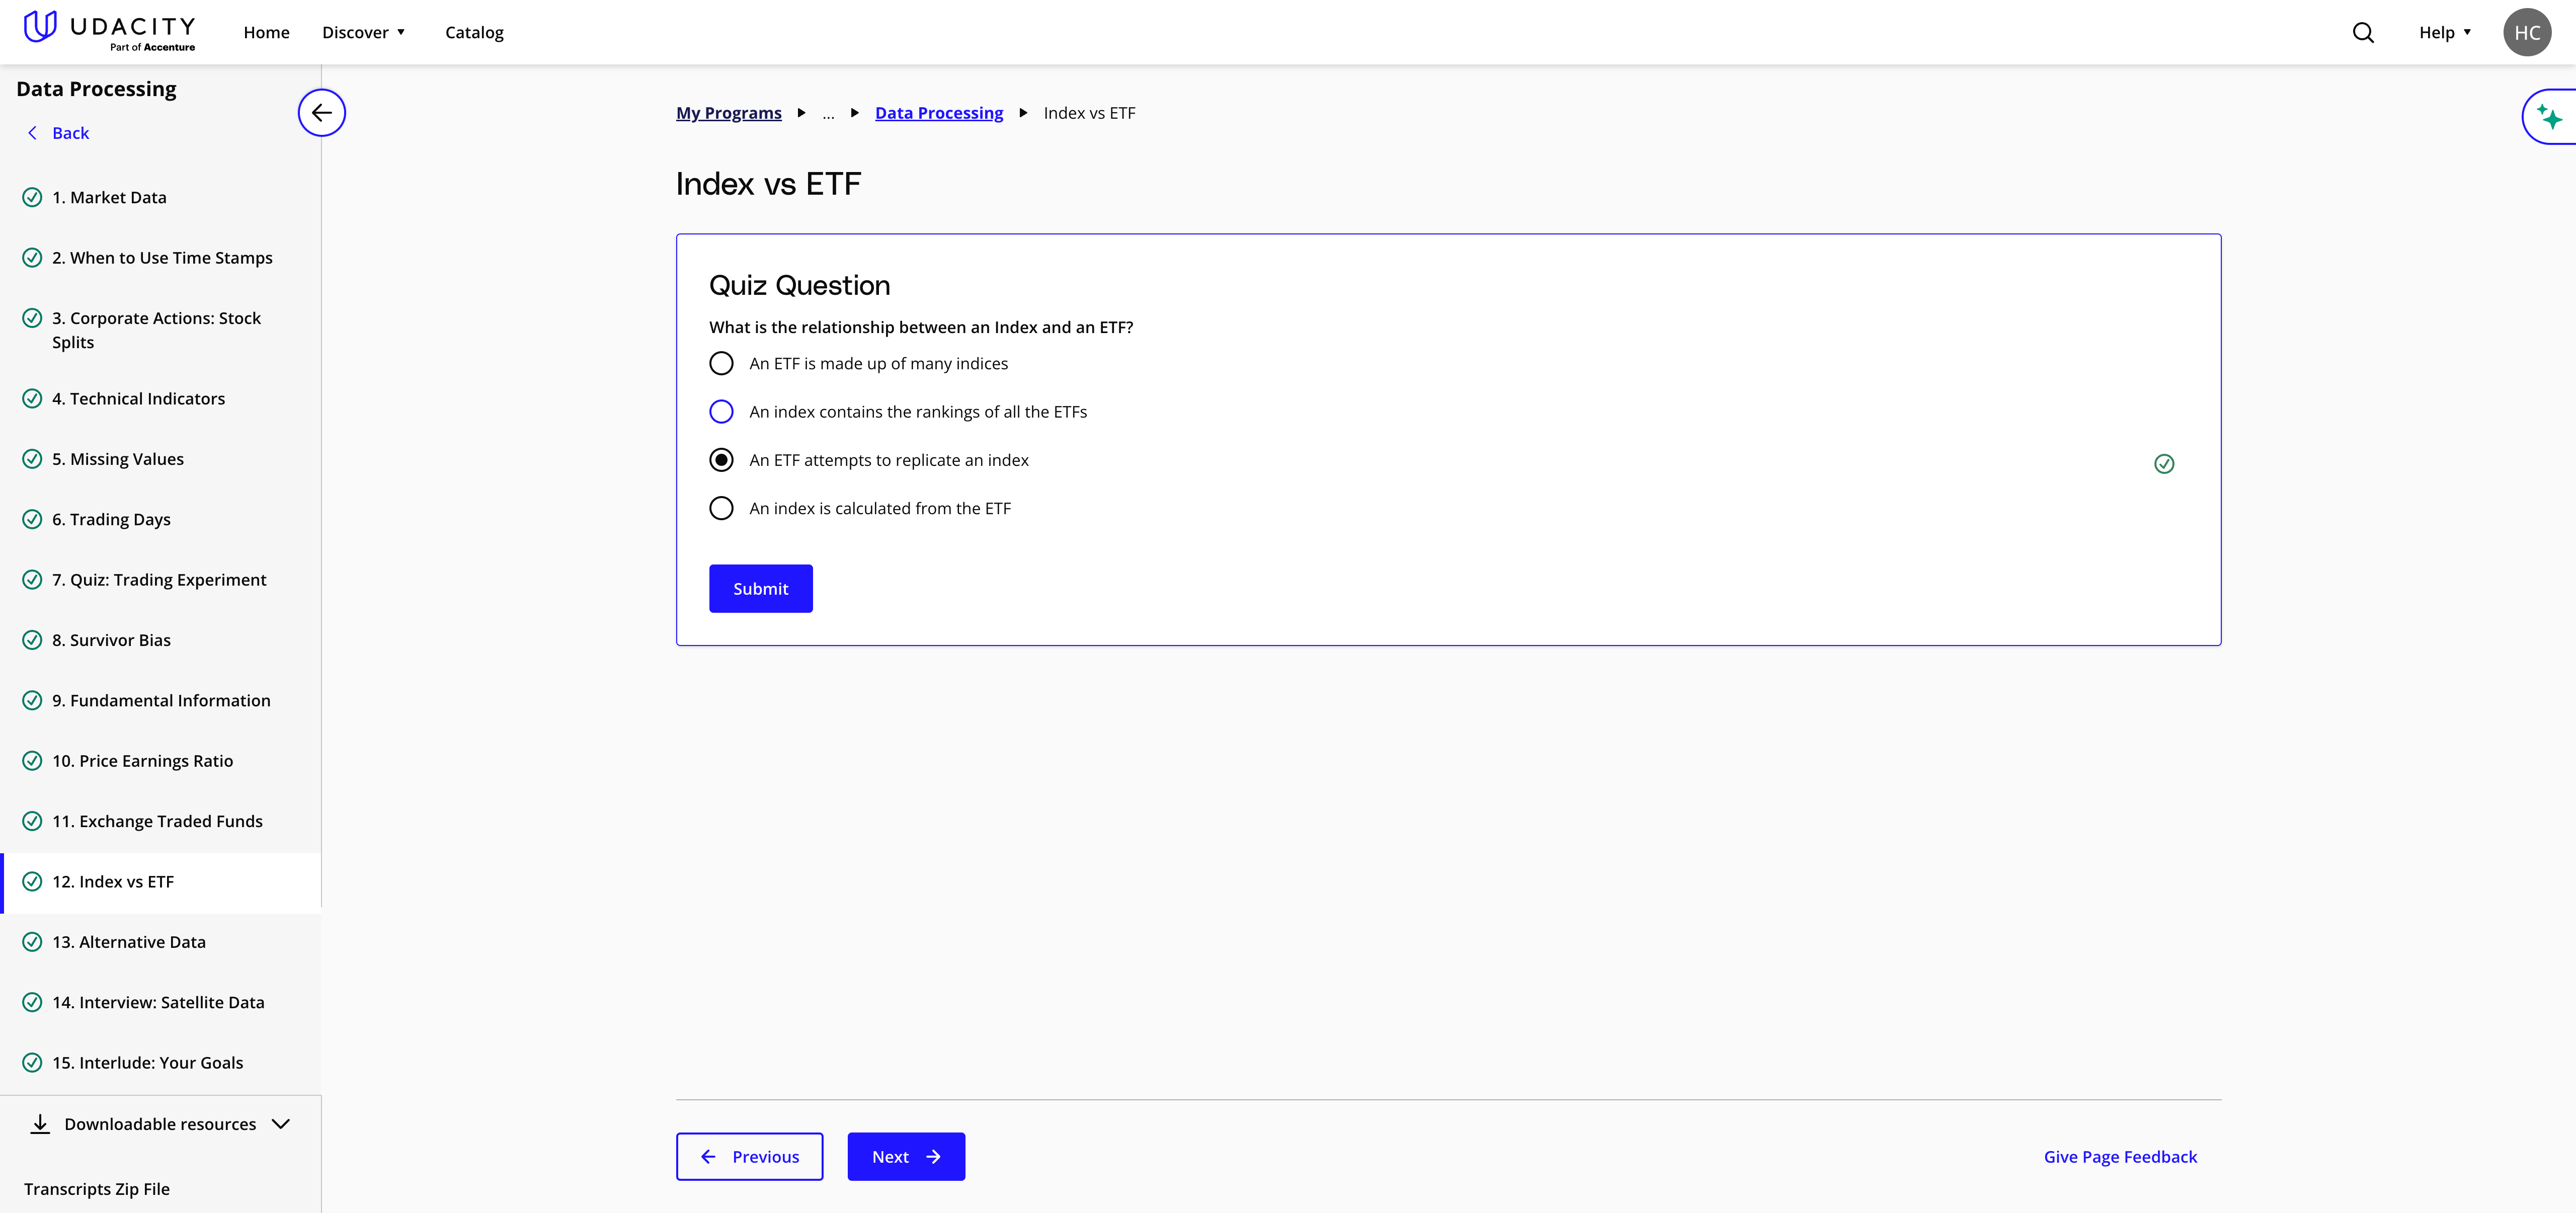 UDACITY
Part of Accenture
Home
Discover
Catalog
Help
HC
Data Processing
Back
1. Market Data
2. When to Use Time Stamps
3. Corporate Actions: Stock
Splits
4. Technical Indicators
5. Missing Values
6. Trading Days
7. Quiz: Trading Experiment
8. Survivor Bias
9. Fundamental Information
10. Price Earnings Ratio
11. Exchange Traded Funds
12. Index vs ETF
13. Alternative Data
14. Interview: Satellite Data
15. Interlude: Your Goals
Downloadable resources
Transcripts Zip File
My Programs ... Data Processing Index vs ETF
Index vs ETF
Quiz Question
What is the relationship between an Index and an ETF?
An ETF is made up of many indices
An index contains the rankings of all the ETFs
An ETF attempts to replicate an index
An index is calculated from the ETF
Submit
Previous
Next
Give Page Feedback